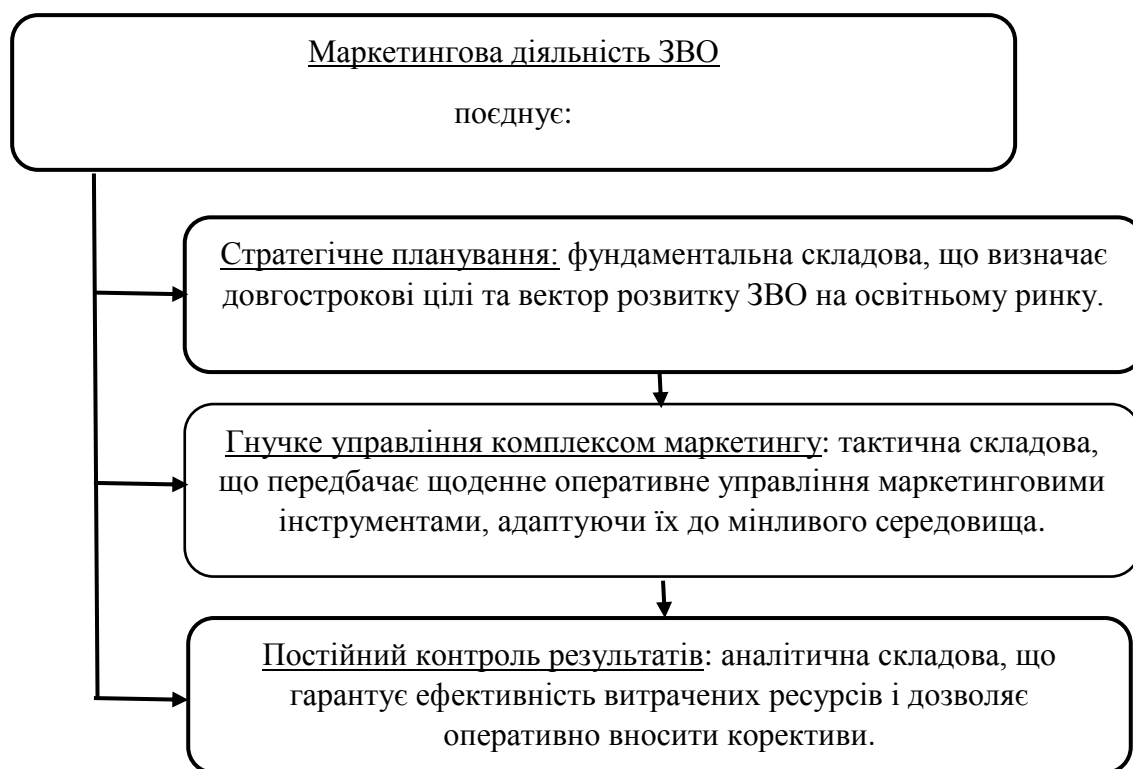 Маркетингова діяльність ЗВО
поєднує:
Стратегічне планування: фундаментальна складова, що визначає
довгострокові цілі та вектор розвитку ЗВО на освітньому ринку.
Гнучке управління комплексом маркетингу: тактична складова,
що передбачає щоденне оперативне управління маркетинговими
інструментами, адаптуючи їх до мінливого середовища.
Постійний контроль результатів: аналітична складова, що
гарантує ефективність витрачених ресурсів і дозволяє
оперативно вносити корективи.